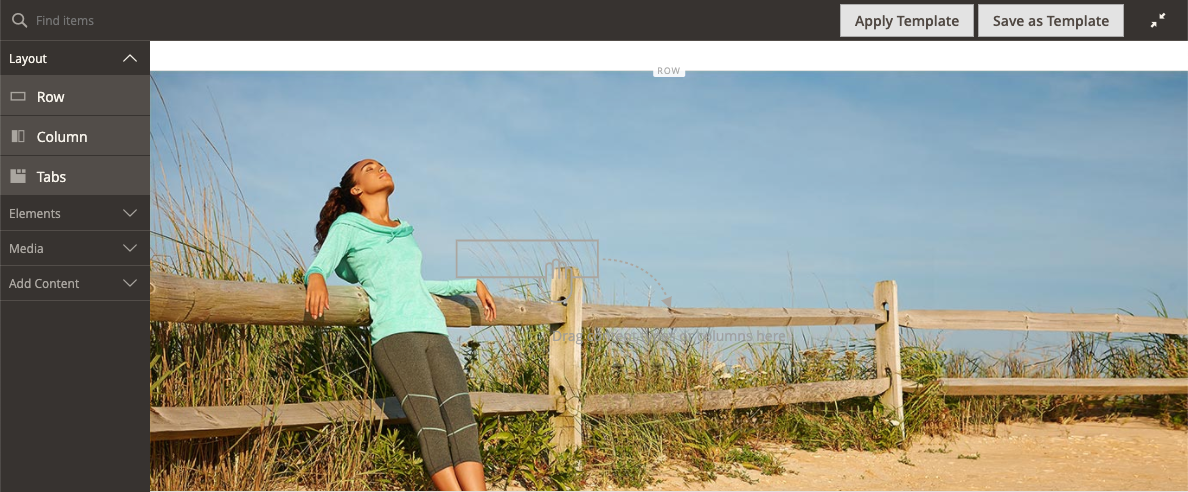 Find items
Apply Template
Save as Template
Layout
ROW
Row
Column
Tabs
Elements
Media
Add Content
Drag columns here